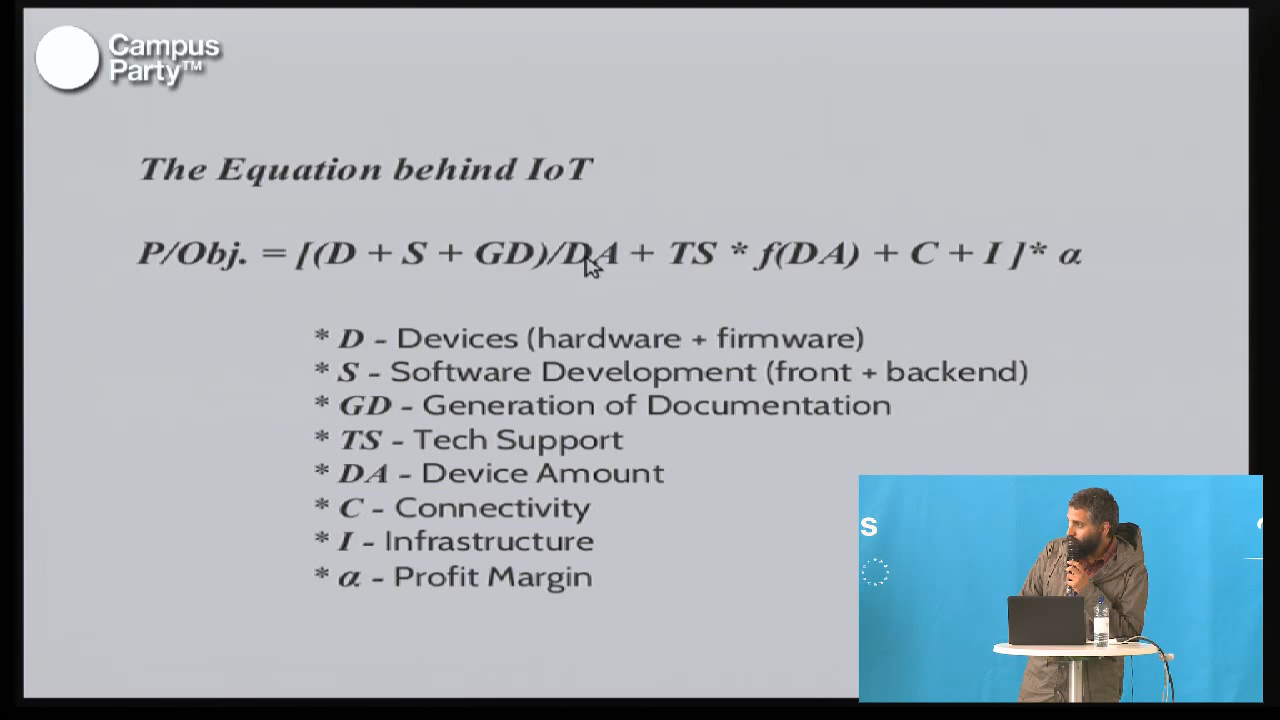 Campus
Party™
The Equation behind IoT
P/Obj. = [(D + S + GD)/DA + TS * f(DA) + C + I ]* α
* D - Devices (hardware + firmware)
* S - Software Development (front + backend)
* GD - Generation of Documentation
* TS - Tech Support
* DA - Device Amount
* C - Connectivity
* I - Infrastructure
* α - Profit Margin
s